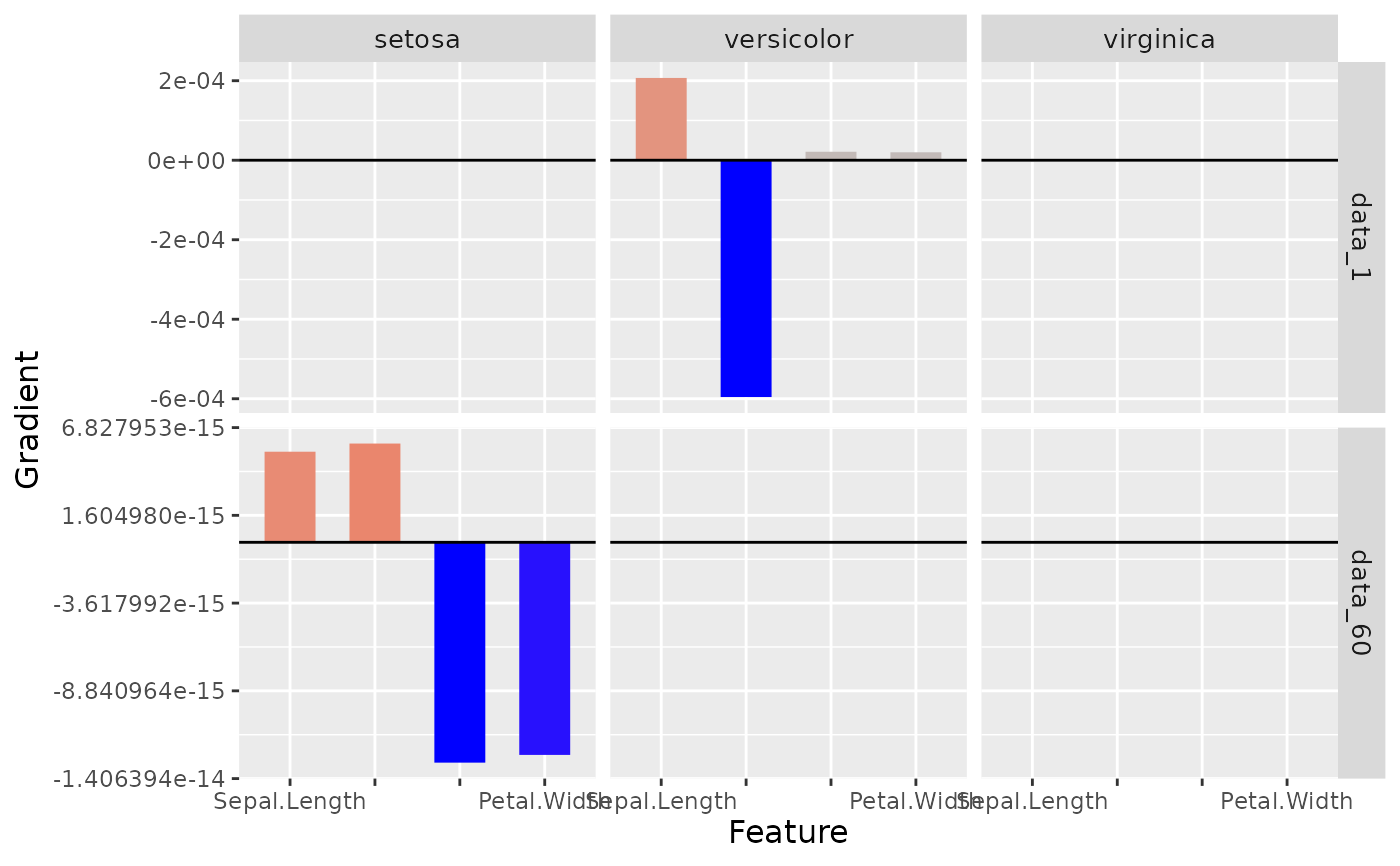 setosa versicolor virginica
2e-04
0e+00
-2e-04
-4e-04
-6e-04
data_1
6.827953e-15
1.604980e-15
-3.617992e-15
-8.840964e-15
-1.406394e-14
data_60
Gradient
Sepal.Length Petal.Width Sepal.Length Petal.Width Sepal.Length Petal.Width
Feature